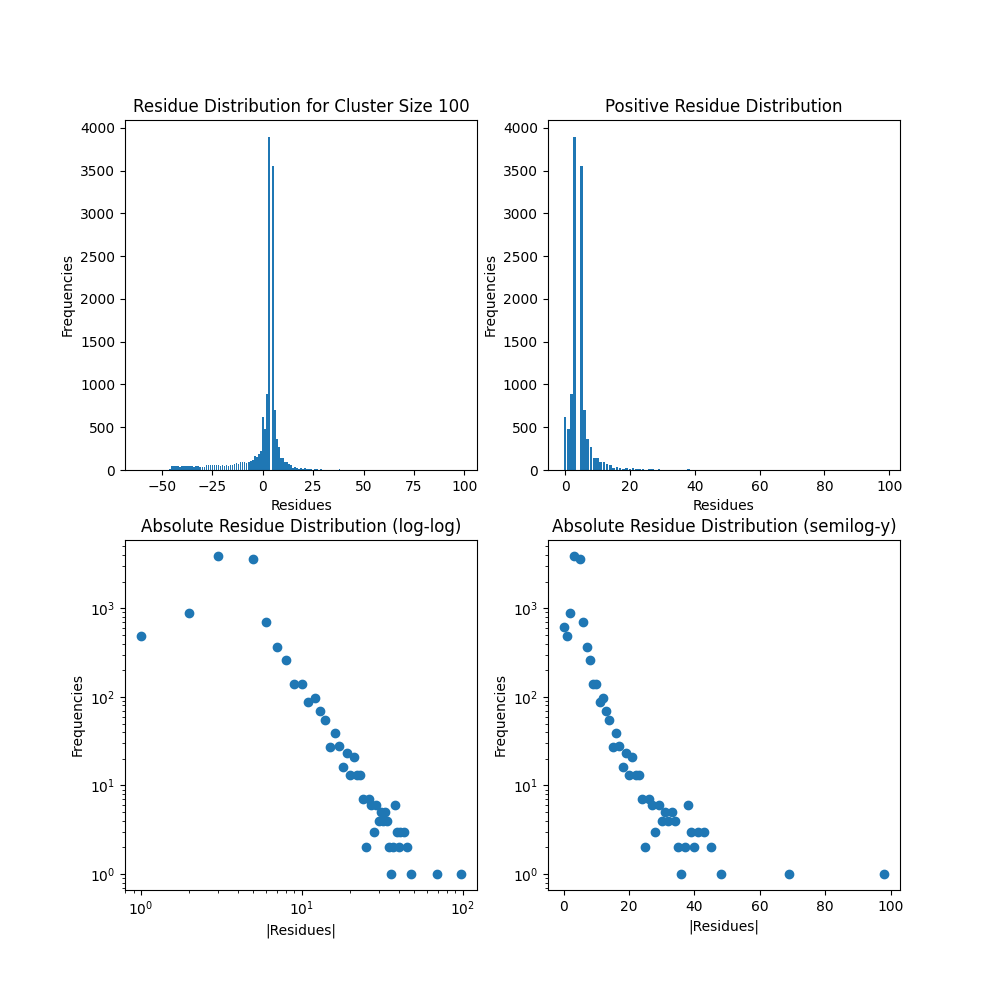 Residue Distribution for Cluster Size 100
Frequencies
4000
3500
3000
2500
2000
1500
1000
500
0
−50 −25 0 25 50 75 100
Residues
Positive Residue Distribution
Frequencies
4000
3500
3000
2500
2000
1500
1000
500
0
0 20 40 60 80 100
Residues
Absolute Residue Distribution (log-log)
Frequencies
10³
10²
10¹
10⁰
10⁰ 10¹ 10²
|Residues|
Absolute Residue Distribution (semilog-y)
Frequencies
10³
10²
10¹
10⁰
0 20 40 60 80 100
|Residues|